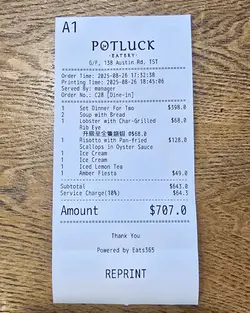 A1
POTLUCK
- EATERY -
G/F, 138 Austin Rd, TST
Order Time: 2025-08-26 17:32:38
Printing Time: 2025-08-26 18:45:06
Served By: manager
Order No.: C28 [Dine-in]
1 Set Dinner For Two $398.0
2 Soup with Bread
1 Lobster with Char-Grilled $68.0
Rib Eye
@$68.0
1 Risotto with Pan-fried $128.0
Scallops in Oyster Sauce
1 Ice Cream
1 Ice Cream
1 Iced Lemon Tea
1 Amber Fiesta $49.0
Subtotal $643.0
Service Charge(10%) $64.3
Amount $707.0
Thank You
Powered by Eats365
REPRINT